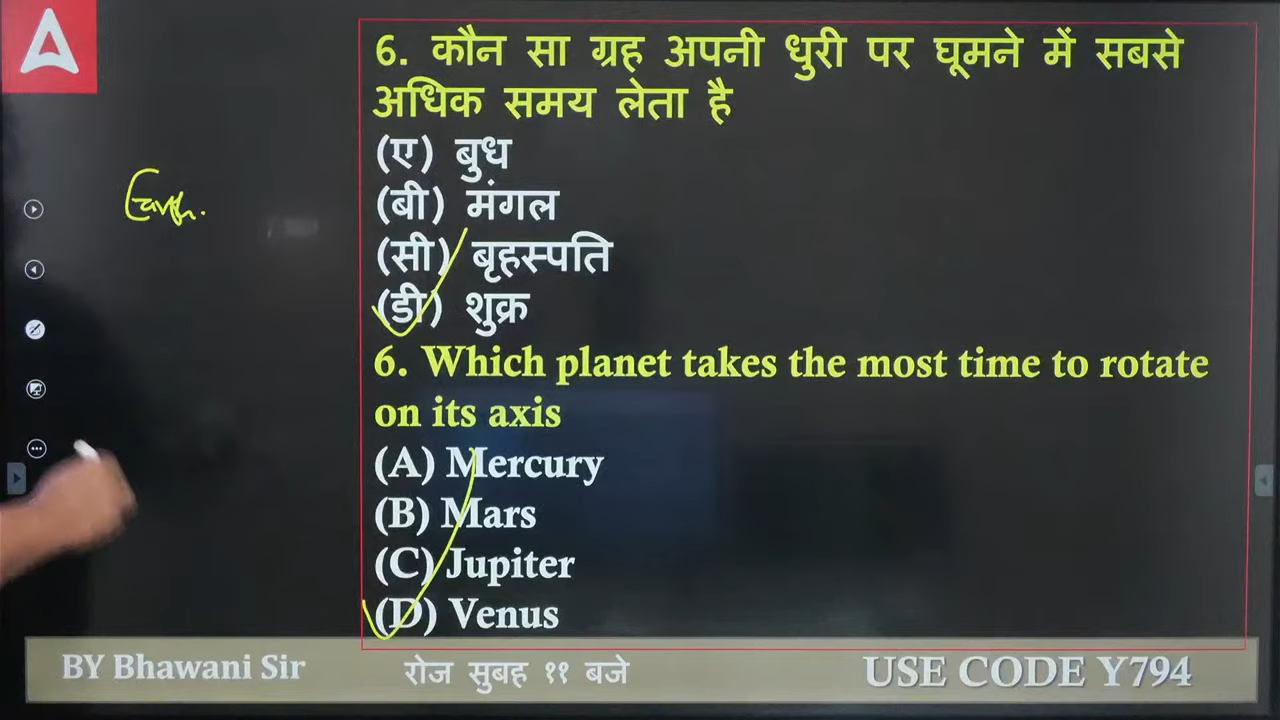 6. कौन सा ग्रह अपनी धुरी पर घूमने में सबसे
अधिक समय लेता है
(ए) बुध
(बी) मंगल
(सी) बृहस्पति
(डी) शुक्र
Earth.
6. Which planet takes the most time to rotate
on its axis
(A) Mercury
(B) Mars
(C) Jupiter
(D) Venus
BY Bhawani Sir
रोज सुबह ११ बजे
USE CODE Y794